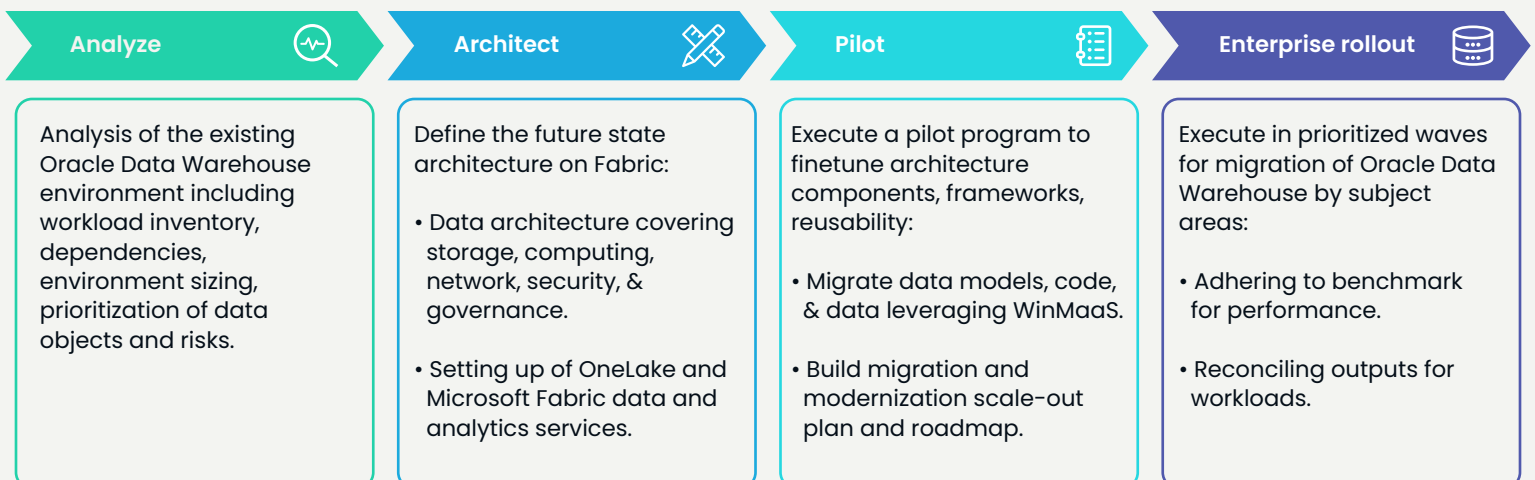 Analyze
Architect
Pilot
Enterprise rollout
Analysis of the existing
Oracle Data Warehouse
environment including
workload inventory,
dependencies,
environment sizing,
prioritization of data
objects and risks.
Define the future state
architecture on Fabric:
• Data architecture covering
storage, computing,
network, security, &
governance.
• Setting up of OneLake and
Microsoft Fabric data and
analytics services.
Execute a pilot program to
finetune architecture
components, frameworks,
reusability:
• Migrate data models, code,
& data leveraging WinMaaS.
• Build migration and
modernization scale-out
plan and roadmap.
Execute in prioritized waves
for migration of Oracle Data
Warehouse by subject
areas:
• Adhering to benchmark
for performance.
• Reconciling outputs for
workloads.